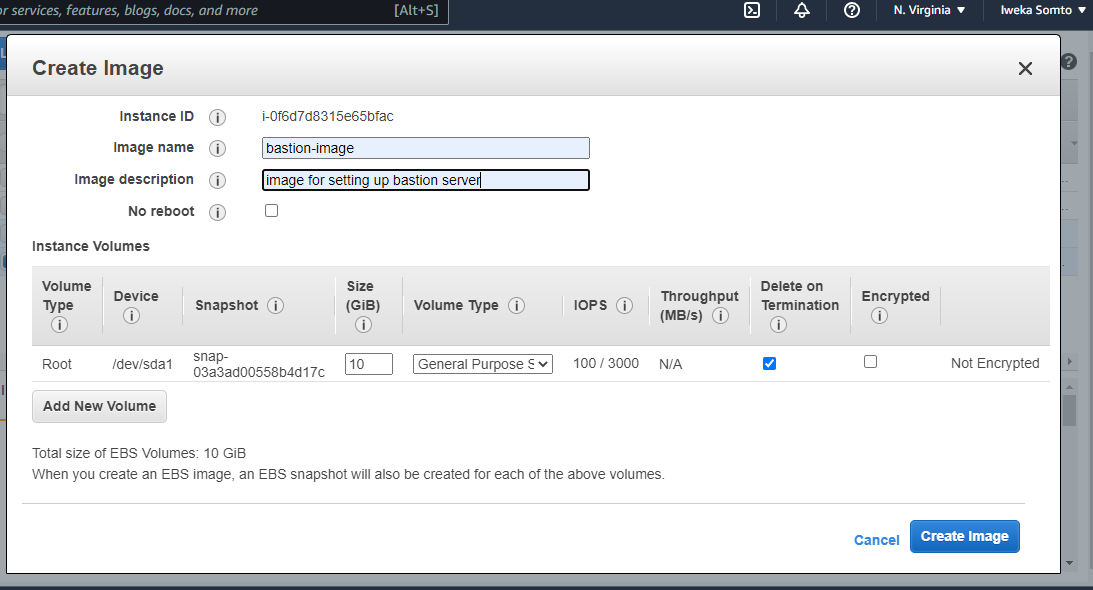 or services, features, blogs, docs, and more [Alt+S] N. Virginia Iweka Somto
Create Image
Instance ID i-0f6d7d8315e65bfac
Image name bastion-image
Image description image for setting up bastion server
No reboot
Instance Volumes
Volume Type Device Snapshot Size (GiB) Volume Type IOPS Throughput (MB/s) Delete on Termination Encrypted
Root /dev/sda1 snap-03a3ad00558b4d17c 10 General Purpose S 100 / 3000 N/A Not Encrypted
Add New Volume
Total size of EBS Volumes: 10 GiB
When you create an EBS image, an EBS snapshot will also be created for each of the above volumes.
Cancel Create Image